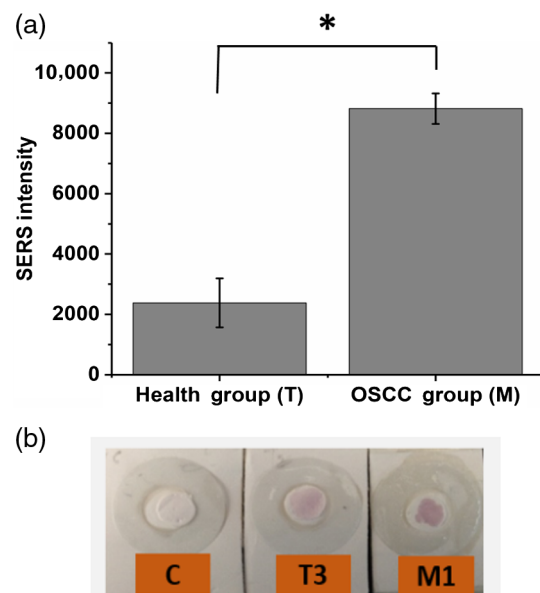 (a)
*
10,000
8000
6000
4000
2000
0
SERS intensity
Health group (T) OSCC group (M)
(b)
C T3 M1